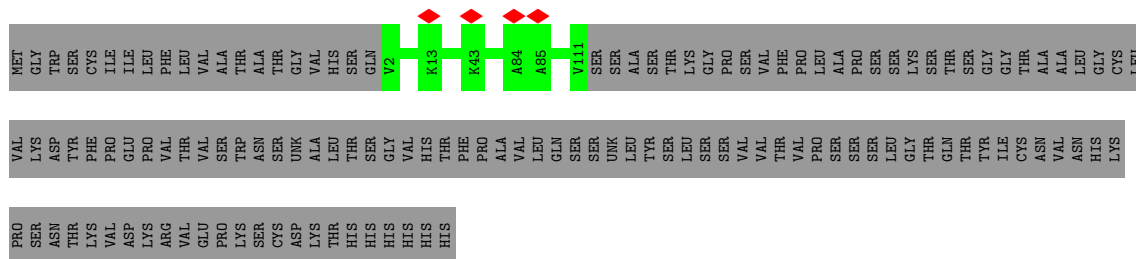 MET GLY TRP SER CYS ILE ILE LEU PHE LEU VAL ALA THR ALA THR GLY VAL HIS SER GLN V2 K13 K43 A84 A85 V111 SER SER ALA SER THR LYS GLY PRO SER VAL PHE PRO LEU ALA PRO SER SER LYS SER THR SER GLY GLY THR ALA ALA LEU GLY CYS LEU
VAL LYS ASP TYR PHE PRO GLU PRO VAL THR VAL SER TRP ASN SER UNK ALA LEU THR SER GLY VAL HIS THR PHE PRO ALA VAL LEU GLN SER SER UNK LEU TYR SER LEU SER SER VAL VAL THR VAL PRO SER SER SER LEU GLY THR GLN THR TYR ILE CYS ASN VAL ASN HIS LYS
PRO SER ASN THR LYS VAL ASP LYS ARG VAL GLU PRO LYS SER CYS ASP LYS THR HIS HIS HIS HIS HIS HIS